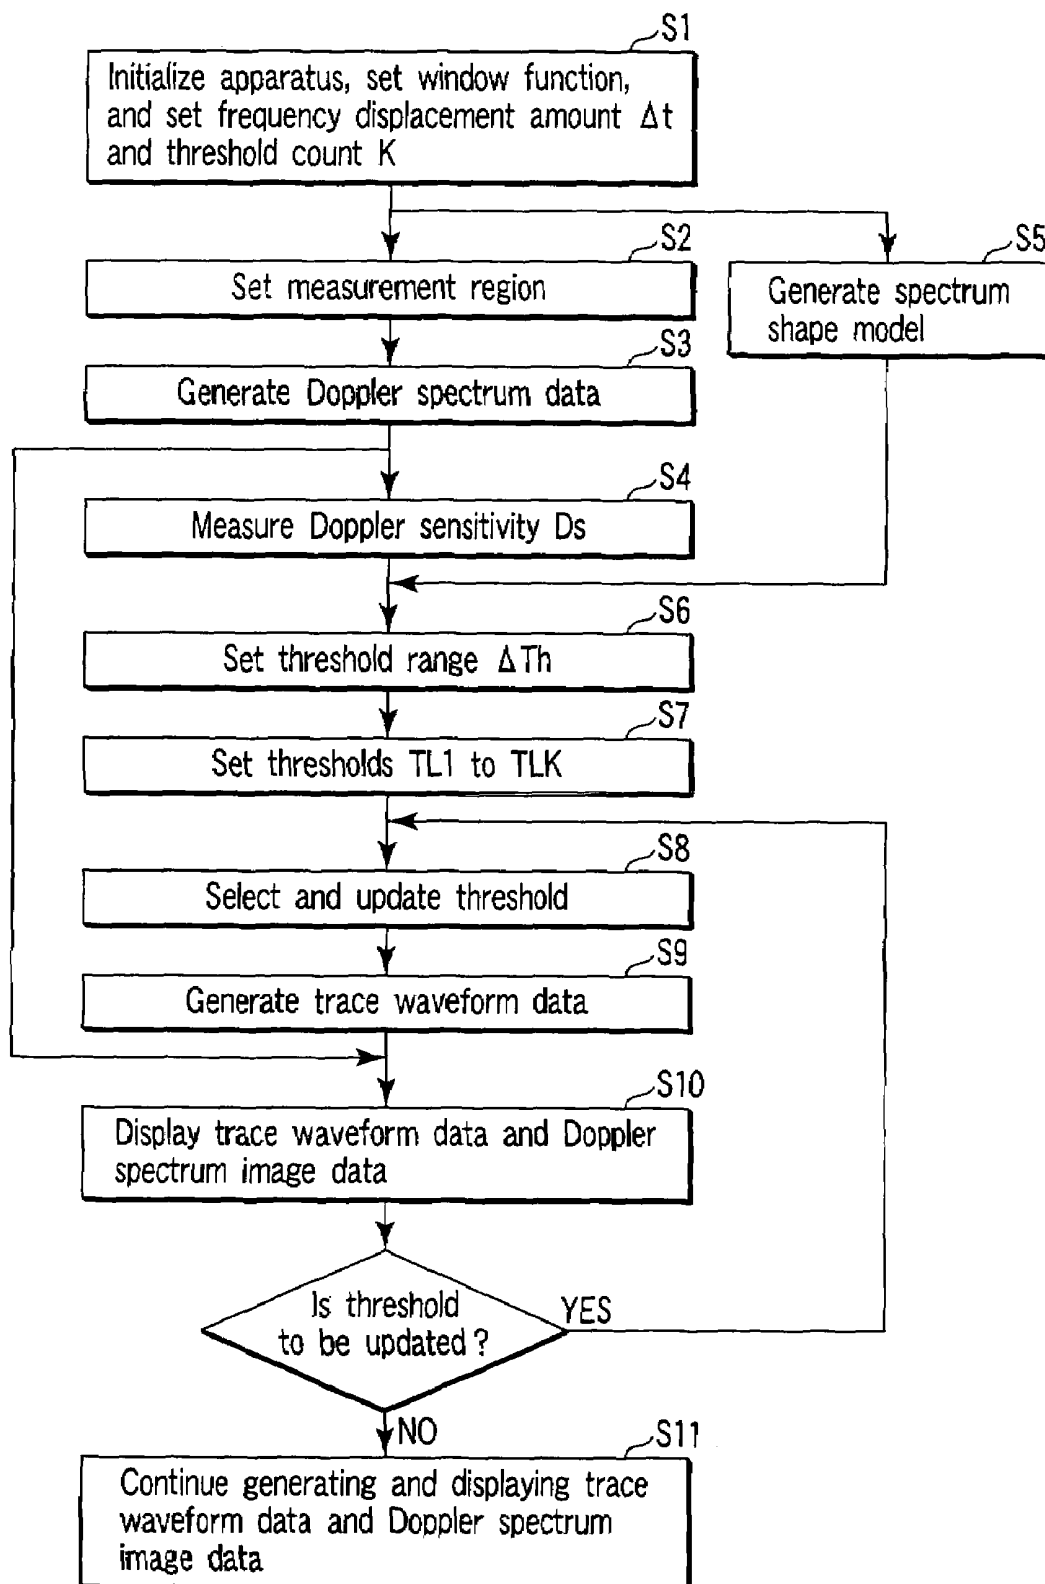 S1
Initialize apparatus, set window function,
and set frequency displacement amount Δt
and threshold count K
S2
Set measurement region
S5
Generate spectrum
shape model
S3
Generate Doppler spectrum data
S4
Measure Doppler sensitivity Ds
S6
Set threshold range ΔTh
S7
Set thresholds TL1 to TLK
S8
Select and update threshold
S9
Generate trace waveform data
S10
Display trace waveform data and Doppler
spectrum image data
Is threshold
to be updated?
YES
NO
S11
Continue generating and displaying trace
waveform data and Doppler spectrum
image data